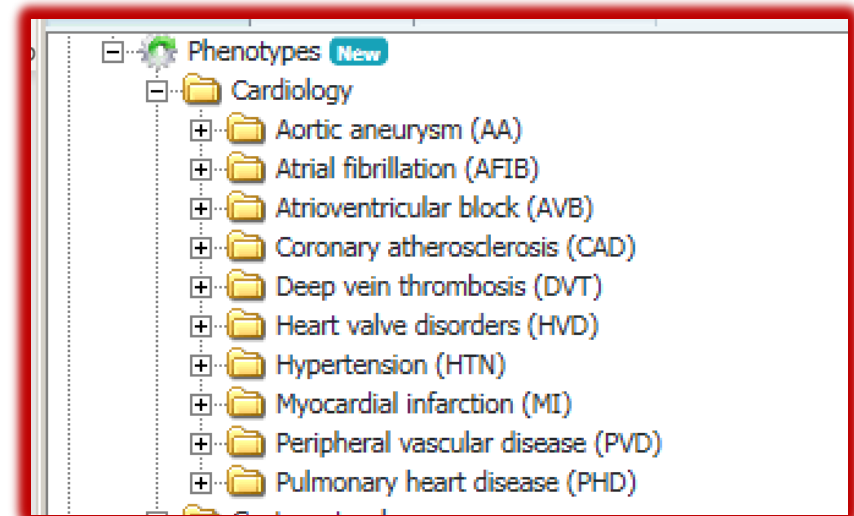 Phenotypes New
Cardiology
Aortic aneurysm (AA)
Atrial fibrillation (AFIB)
Atrioventricular block (AVB)
Coronary atherosclerosis (CAD)
Deep vein thrombosis (DVT)
Heart valve disorders (HVD)
Hypertension (HTN)
Myocardial infarction (MI)
Peripheral vascular disease (PVD)
Pulmonary heart disease (PHD)